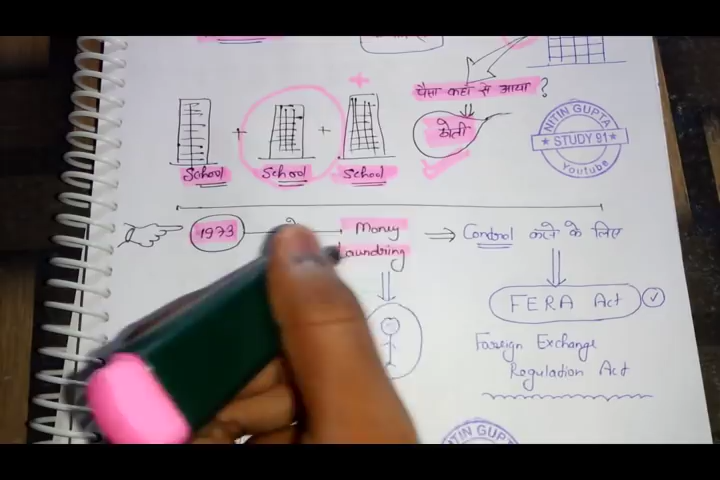 पैसा कहां से आया ?
खेती
School
School
School
NITIN GUPTA
STUDY 91
Youtube
1973
Money
Laundring
Control करने के लिए
FERA Act
Foreign Exchange
Regulation Act
NITIN GUPT